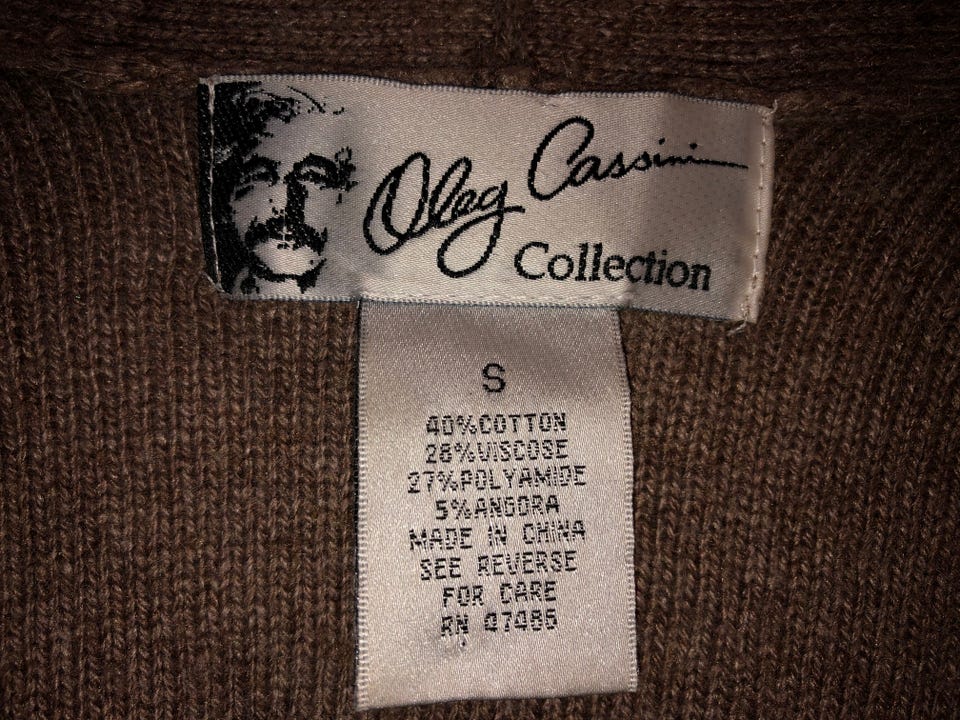 Oleg Cassini
Collection
S
40%COTTON
28%VISCOSE
27%POLYAMIDE
5%ANGORA
MADE IN CHINA
SEE REVERSE
FOR CARE
RN 47486